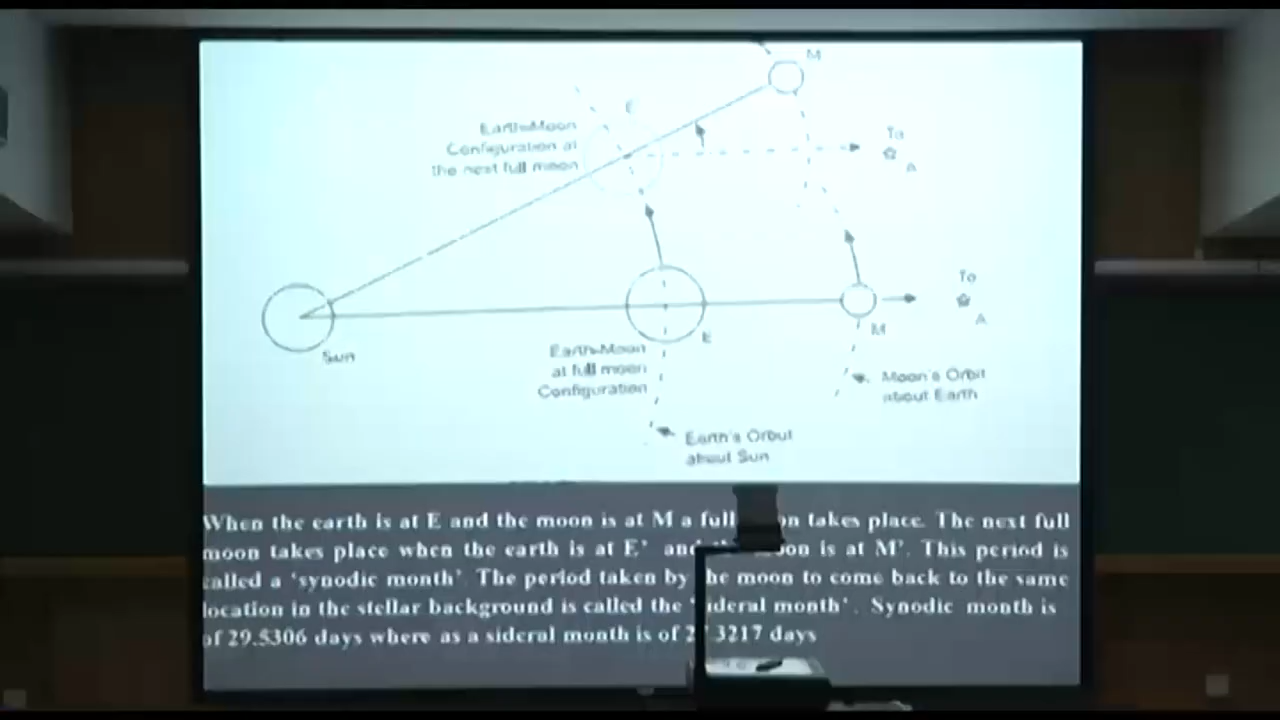 M
E
Earth-Moon
Configuration at
the next full moon
To
A
To
A
Sun
E
M
Earth-Moon
at full moon
Configuration
Moon's Orbit
about Earth
Earth's Orbit
about Sun
When the earth is at E and the moon is at M a full takes place. The next full
moon takes place when the earth is at E' and is at M'. This period is
called a 'synodic month' The period taken by the moon to come back to the same
location in the stellar background is called the month'. Synodic month is
of 29.5306 days where as a sideral month is of 3217 days